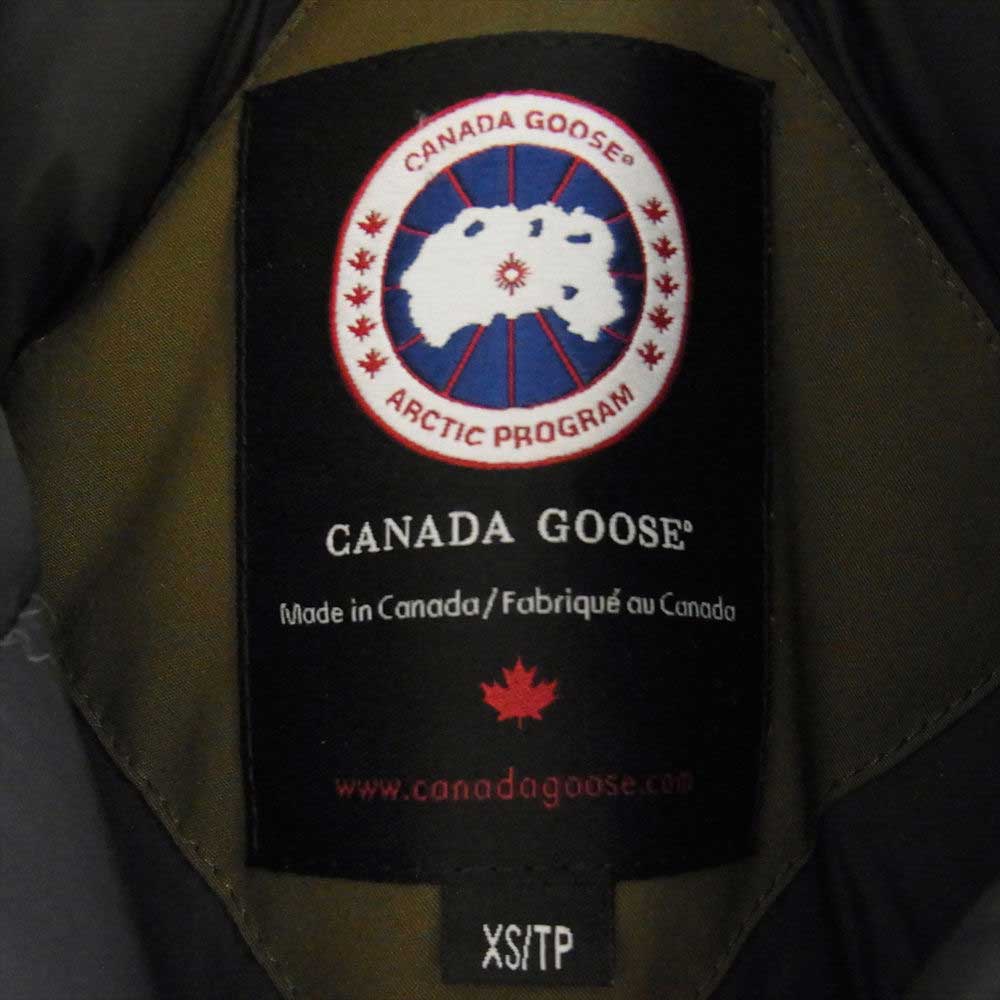 CANADA GOOSE®
ARCTIC PROGRAM
CANADA GOOSE®
Made in Canada/Fabriqué au Canada
www.canadagoose.com
XS/TP